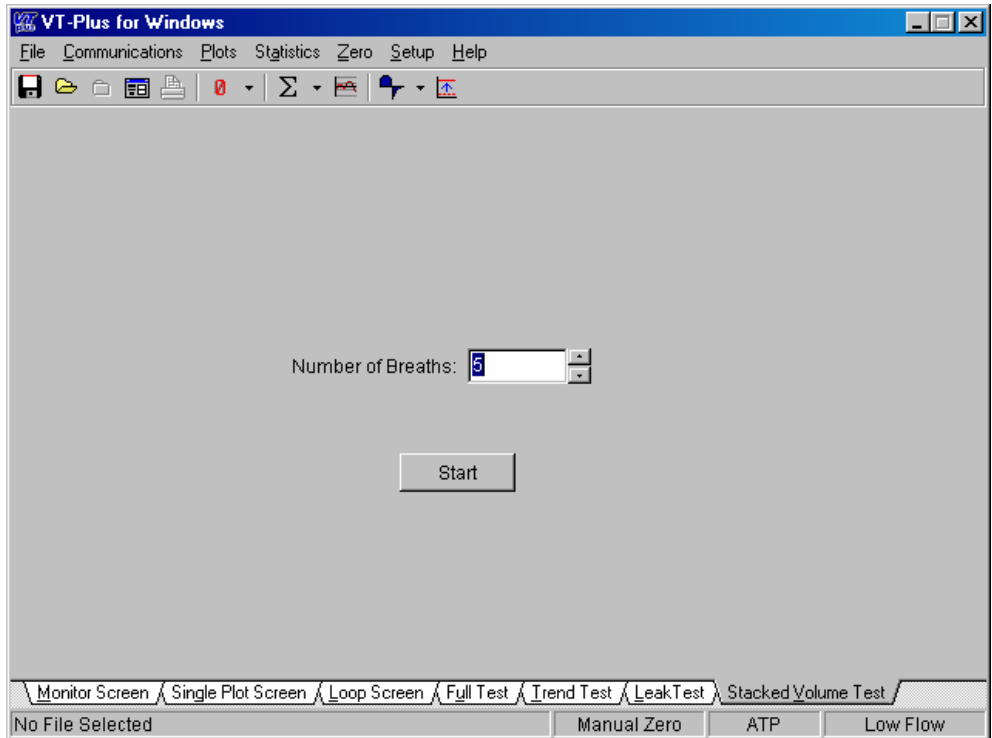 VT-Plus for Windows
File Communications Plots Statistics Zero Setup Help
0 Σ
Number of Breaths: 5
Start
Monitor Screen Single Plot Screen Loop Screen Full Test Trend Test LeakTest Stacked Volume Test
No File Selected Manual Zero ATP Low Flow